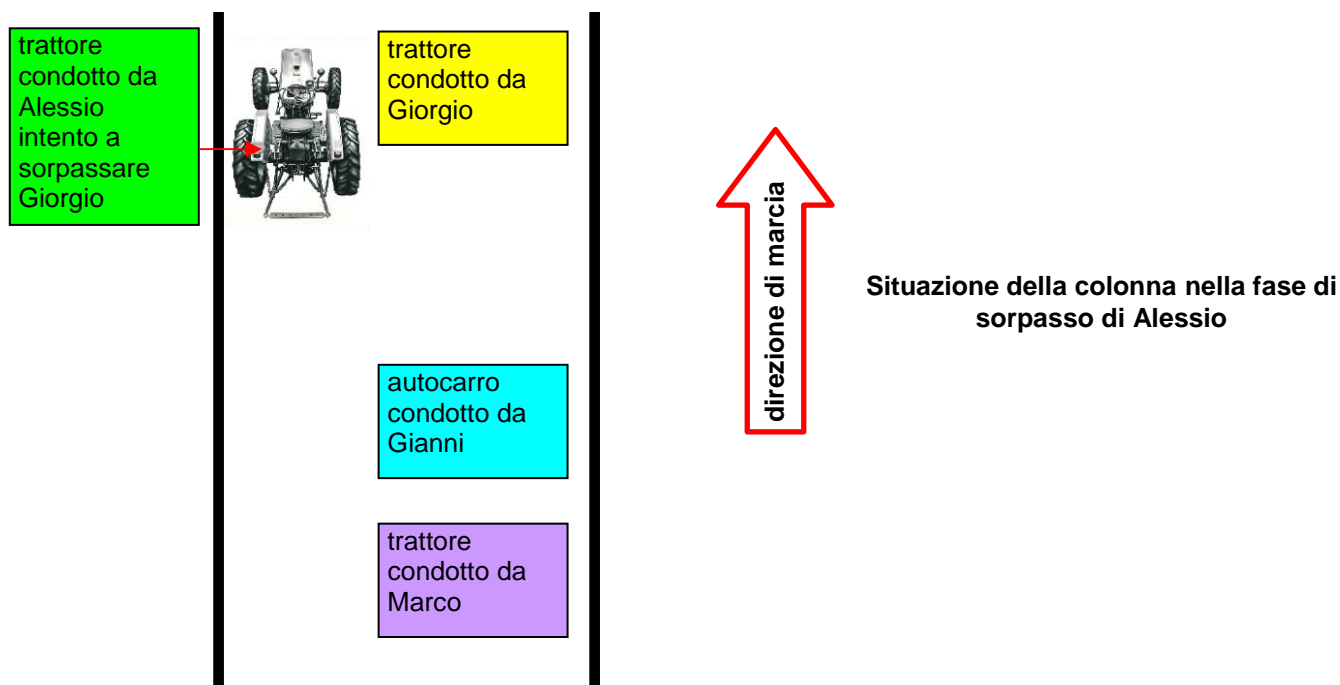 trattore
condotto da
Alessio
intento a
sorpassare
Giorgio
trattore
condotto da
Giorgio
direzione di marcia
Situazione della colonna nella fase di
sorpasso di Alessio
autocarro
condotto da
Gianni
trattore
condotto da
Marco